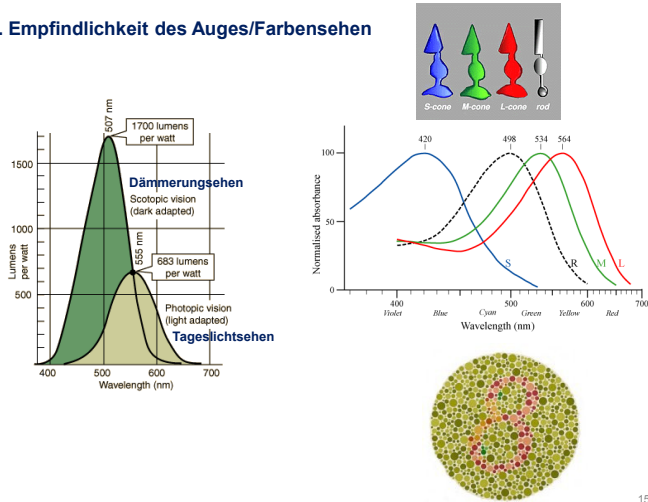 . Empfindlichkeit des Auges/Farbensehen
S-cone M-cone L-cone rod
507 nm
1700 lumens
per watt
1500
Dämmerungsehen
Scotopic vision
(dark adapted)
1000
555 nm
Lumens
per watt
683 lumens
per watt
500
Photopic vision
(light adapted)
Tageslichtsehen
400 500 600 700
Wavelength (nm)
420 498 534 564
100
50
0
Normalised absorbance
S R M L
400 500 600 700
Violet Blue Cyan Green Yellow Red
Wavelength (nm)
8
15